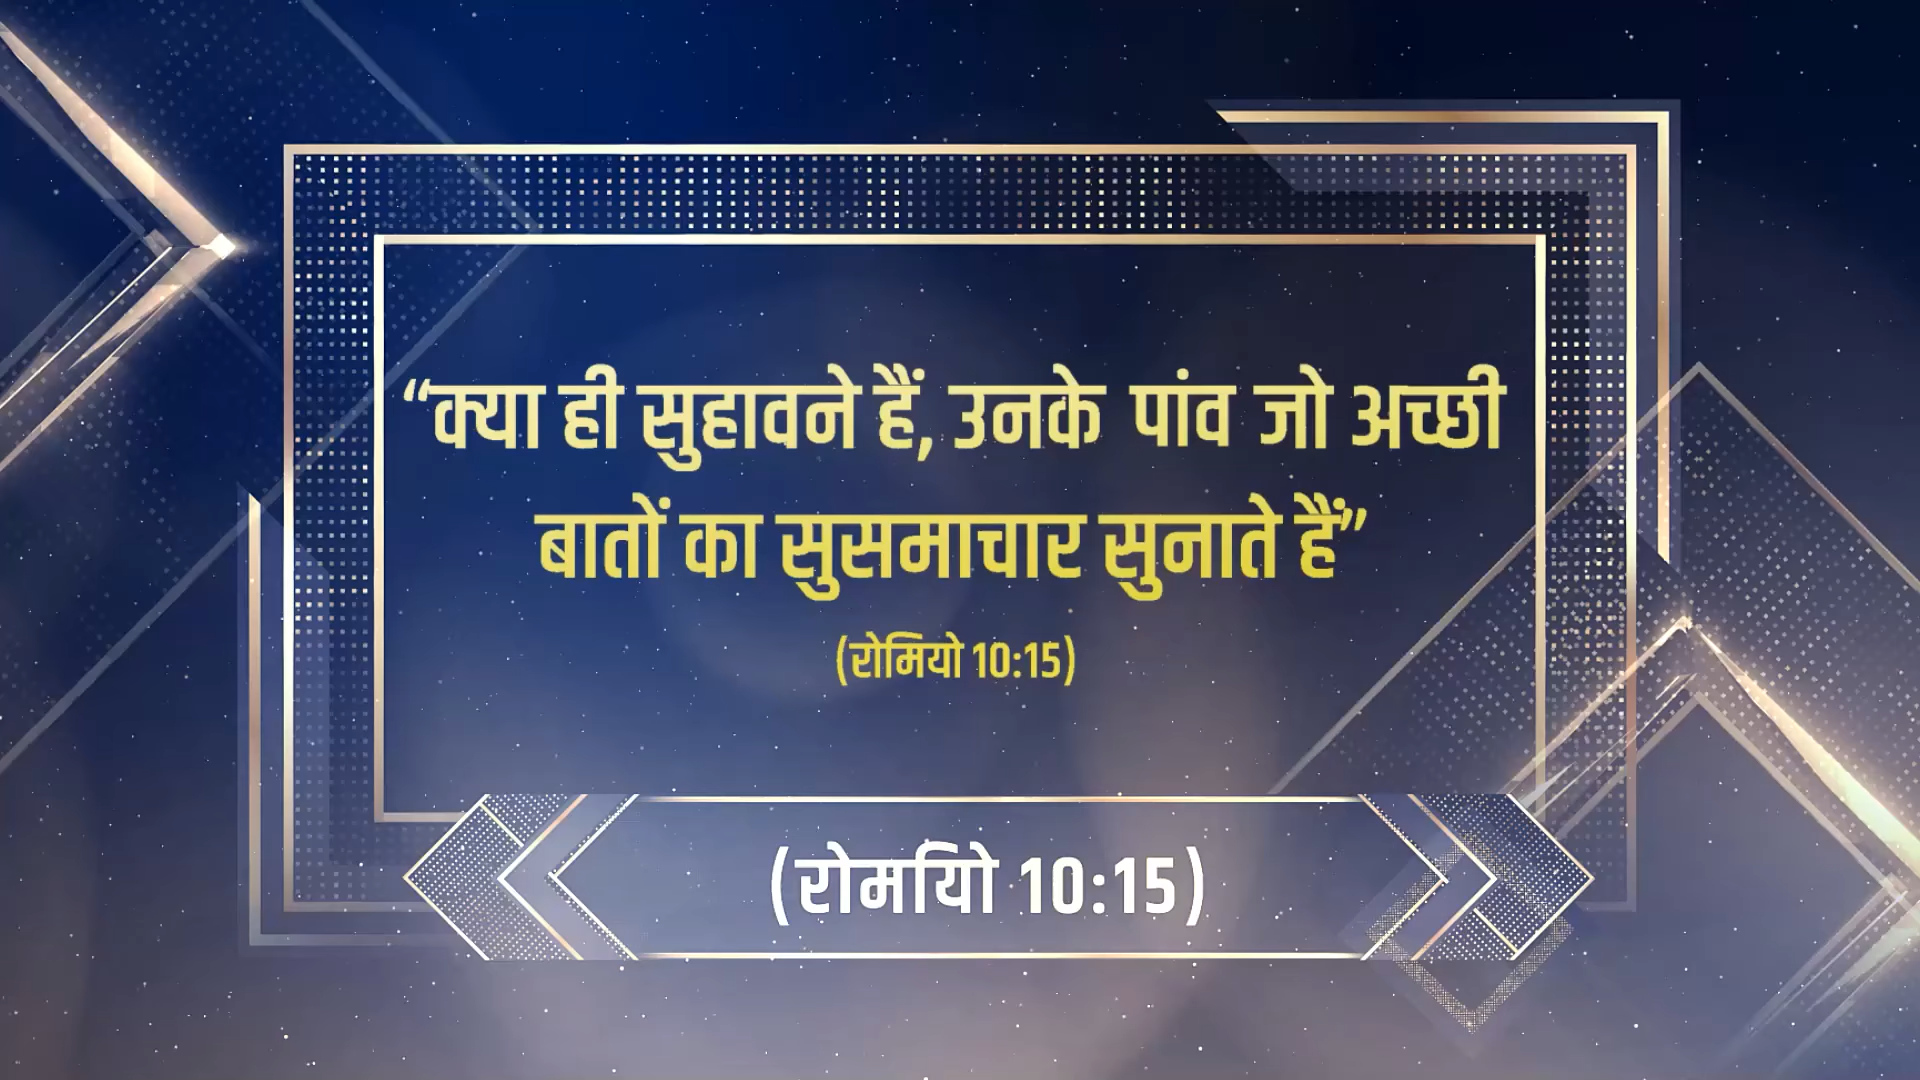 “क्या ही सुहावने हैं, उनके पांव जो अच्छी
बातों का सुसमाचार सुनाते हैं”
(रोमियो 10:15)
(रोमियो 10:15)